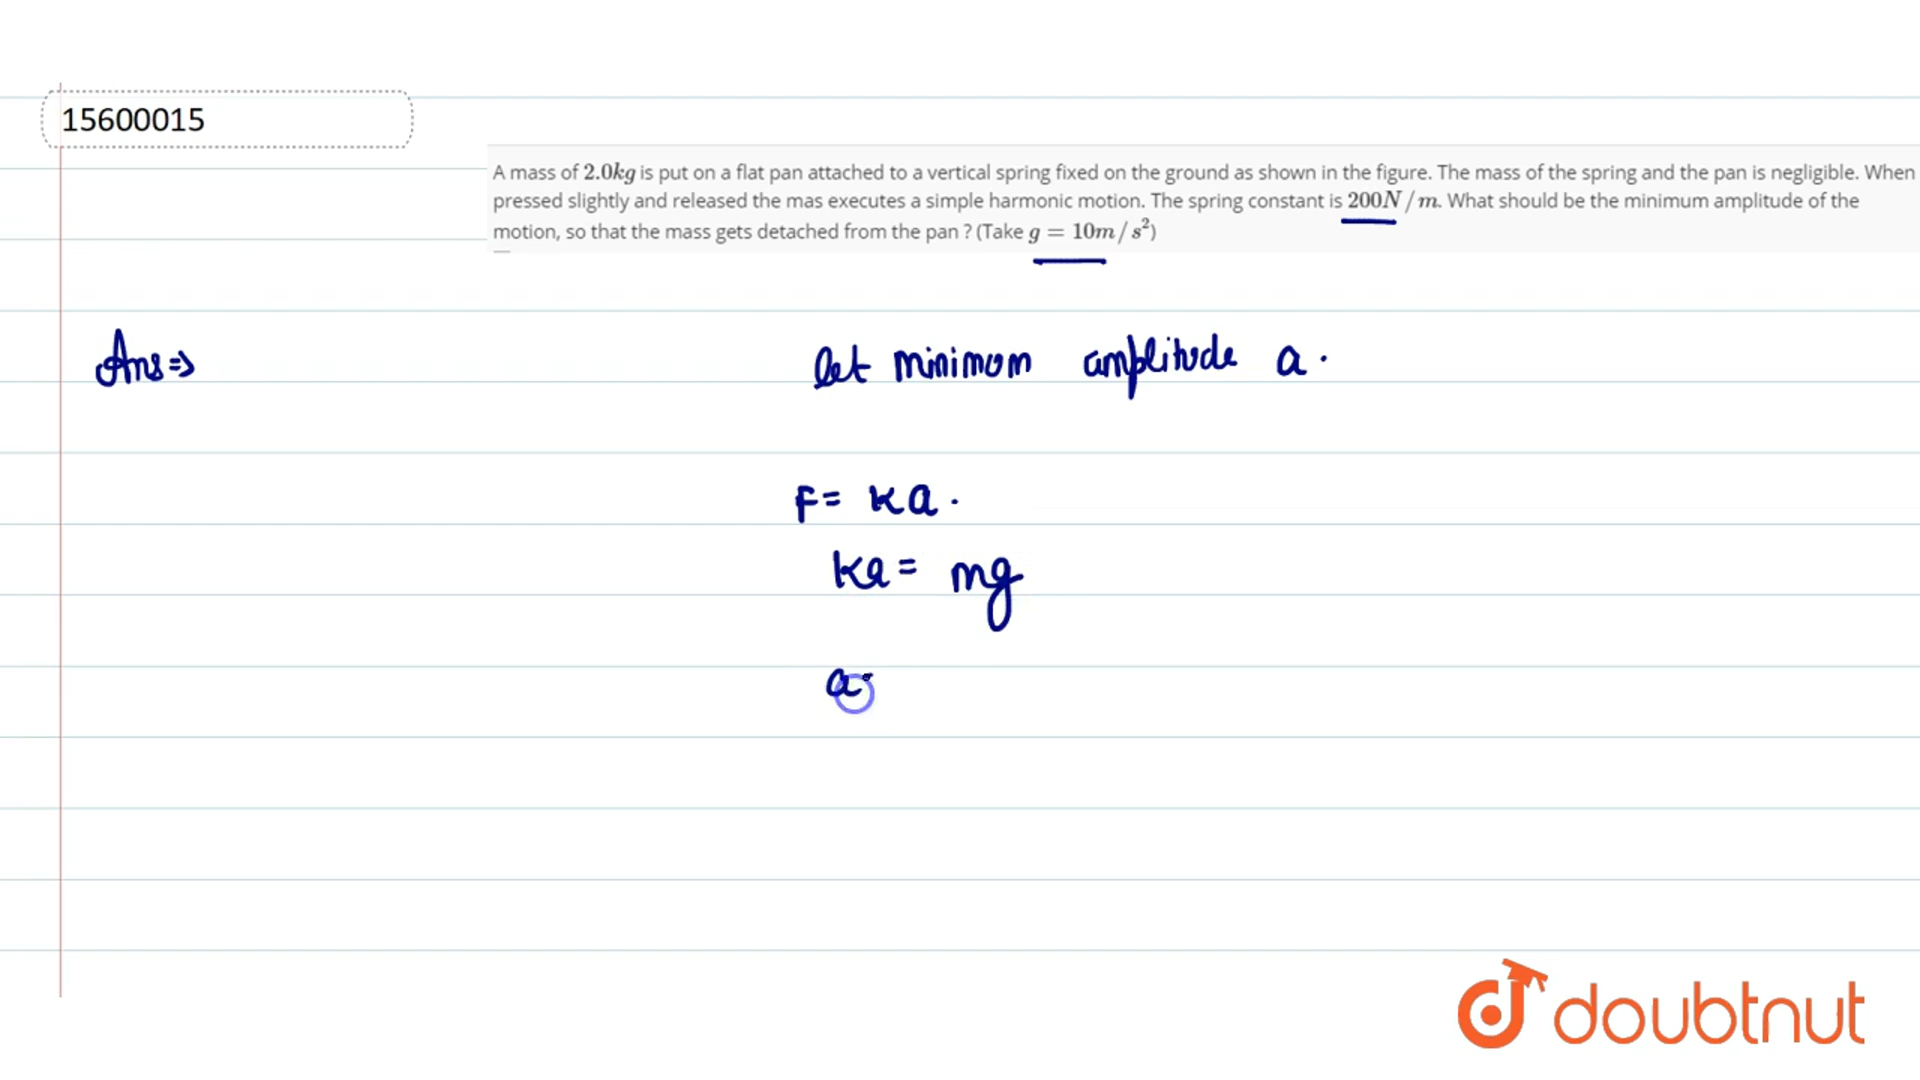 15600015
A mass of 2.0kg is put on a flat pan attached to a vertical spring fixed on the ground as shown in the figure. The mass of the spring and the pan is negligible. When
pressed slightly and released the mas executes a simple harmonic motion. The spring constant is 200N/m. What should be the minimum amplitude of the
motion, so that the mass gets detached from the pan ? (Take g = 10m/s²)
Ans⇒
let minimum amplitude a.
F = Ka.
Ka = mg
a
doubtnut